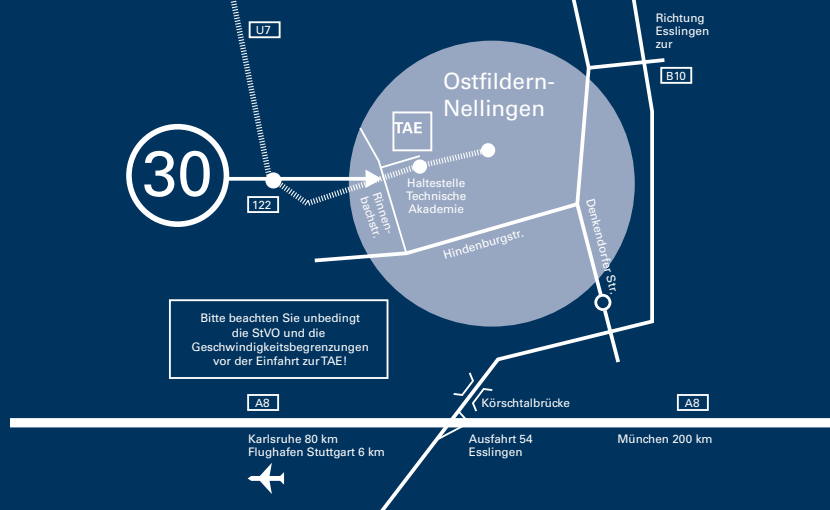 U7
Richtung
Esslingen
zur
B10
Ostfildern-
Nellingen
TAE
30
122
Haltestelle
Technische
Akademie
Rinnen-
bachstr.
Hindenburgstr.
Denkendorfer Str.
Bitte beachten Sie unbedingt
die StVO und die
Geschwindigkeitsbegrenzungen
vor der Einfahrt zur TAE!
A8
Körschtalbrücke
A8
Karlsruhe 80 km
Flughafen Stuttgart 6 km
Ausfahrt 54
Esslingen
München 200 km